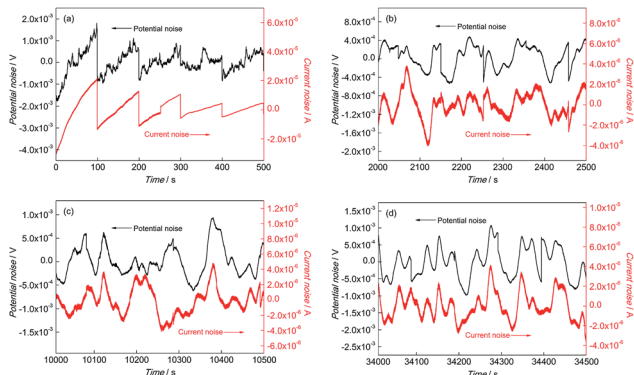 (a)
Potential noise
Current noise
2.0x10⁻³
1.0x10⁻³
0.0
-1.0x10⁻³
-2.0x10⁻³
-3.0x10⁻³
-4.0x10⁻³
Potential noise / V
6.0x10⁻⁶
4.0x10⁻⁶
2.0x10⁻⁶
0.0
-2.0x10⁻⁶
Current noise / A
0 100 200 300 400 500
Time / s
(b)
Potential noise
Current noise
8.0x10⁻⁴
4.0x10⁻⁴
0.0
-4.0x10⁻⁴
-8.0x10⁻⁴
-1.2x10⁻³
-1.6x10⁻³
-2.0x10⁻³
Potential noise / V
8.0x10⁻⁶
6.0x10⁻⁶
4.0x10⁻⁶
2.0x10⁻⁶
0.0
-2.0x10⁻⁶
-4.0x10⁻⁶
-6.0x10⁻⁶
Current noise / A
2000 2100 2200 2300 2400 2500
Time / s
(c)
Potential noise
Current noise
1.0x10⁻³
5.0x10⁻⁴
0.0
-5.0x10⁻⁴
-1.0x10⁻³
-1.5x10⁻³
Potential noise / V
1.2x10⁻⁵
1.0x10⁻⁵
8.0x10⁻⁶
6.0x10⁻⁶
4.0x10⁻⁶
2.0x10⁻⁶
0.0
-2.0x10⁻⁶
-4.0x10⁻⁶
-6.0x10⁻⁶
Current noise / A
10000 10100 10200 10300 10400 10500
Time / s
(d)
Potential noise
Current noise
1.5x10⁻³
1.0x10⁻³
5.0x10⁻⁴
0.0
-5.0x10⁻⁴
-1.0x10⁻³
-1.5x10⁻³
-2.0x10⁻³
-2.5x10⁻³
Potential noise / V
1.0x10⁻⁵
8.0x10⁻⁶
6.0x10⁻⁶
4.0x10⁻⁶
2.0x10⁻⁶
0.0
-2.0x10⁻⁶
-4.0x10⁻⁶
Current noise / A
34000 34100 34200 34300 34400 34500
Time / s